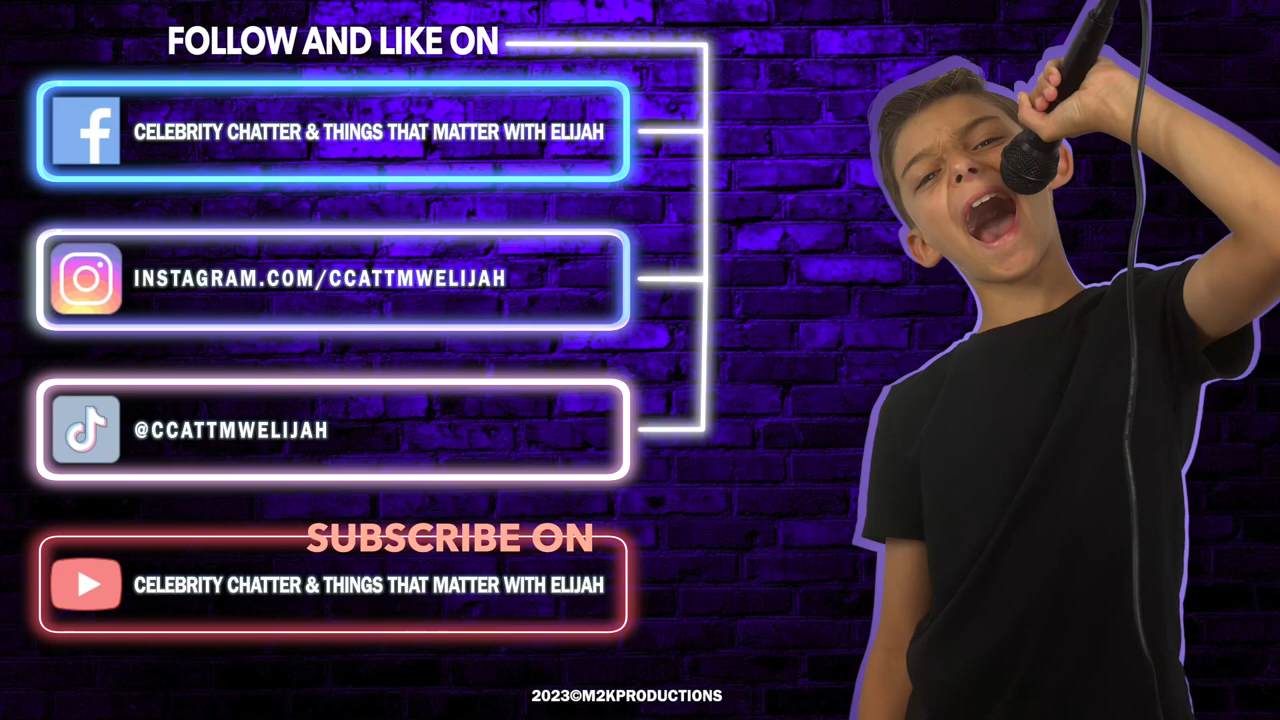 FOLLOW AND LIKE ON
CELEBRITY CHATTER & THINGS THAT MATTER WITH ELIJAH
INSTAGRAM.COM/CCATTMWELIJAH
@CCATTMWELIJAH
SUBSCRIBE ON
CELEBRITY CHATTER & THINGS THAT MATTER WITH ELIJAH
2023©M2KPRODUCTIONS